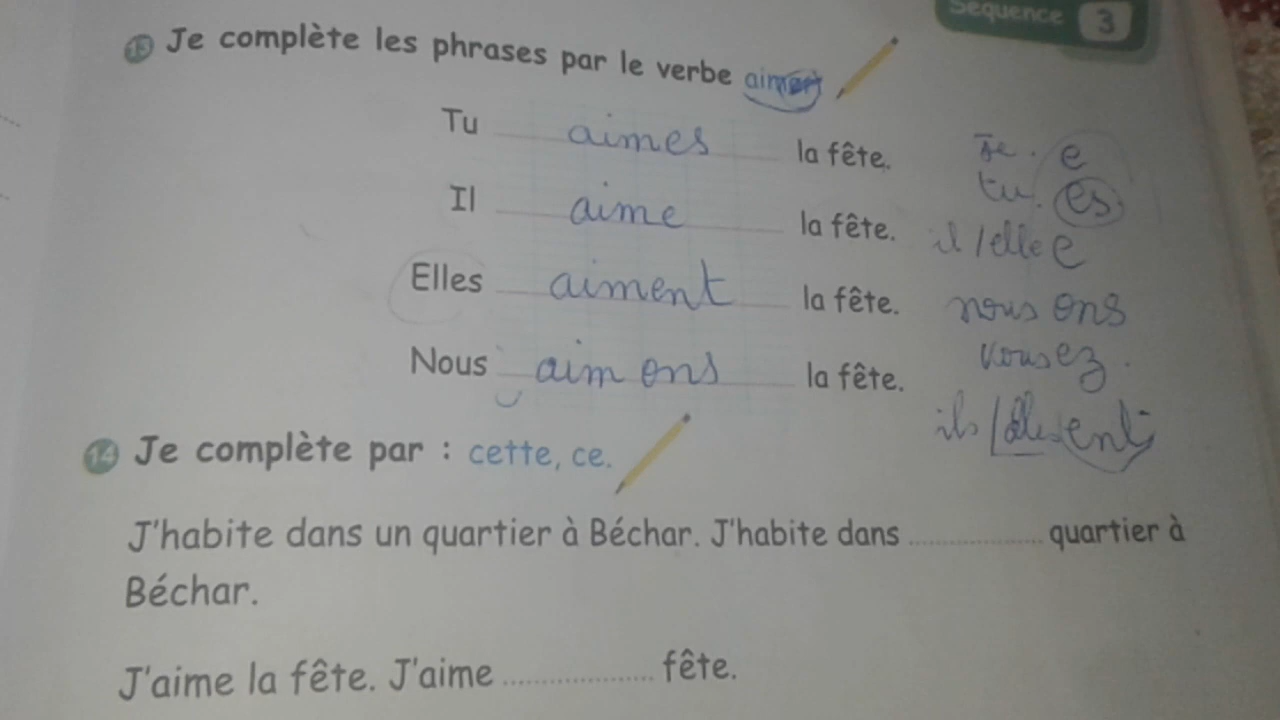 Séquence 3
13 Je complète les phrases par le verbe aimer
Tu aimes la fête.
Il aime la fête.
Elles aiment la fête.
Nous aimons la fête.
Je . e
tu . es
il / elle e
nous ons
vous ez .
ils / elles ent
14 Je complète par : cette, ce.
J'habite dans un quartier à Béchar. J'habite dans .................. quartier à
Béchar.
J'aime la fête. J'aime .................... fête.